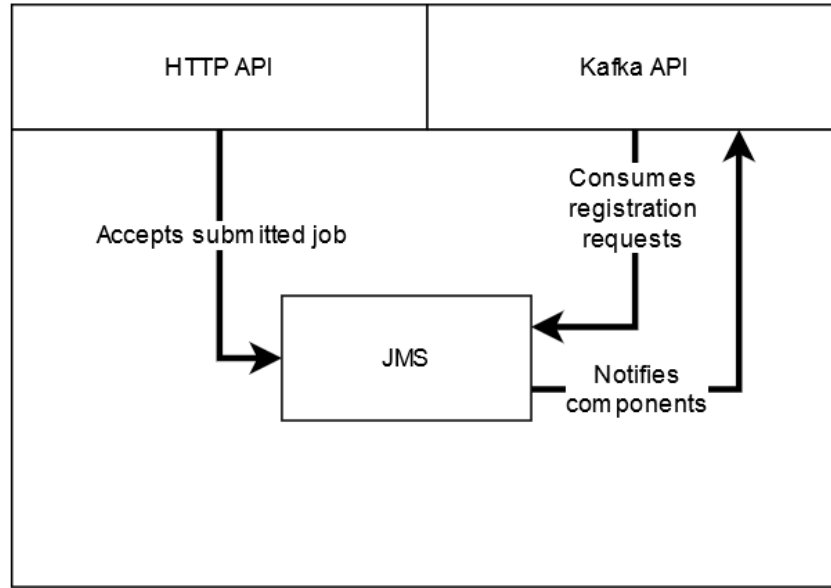 HTTP API
Kafka API
Consumes
registration
requests
Accepts submitted job
JMS
Notifies
components